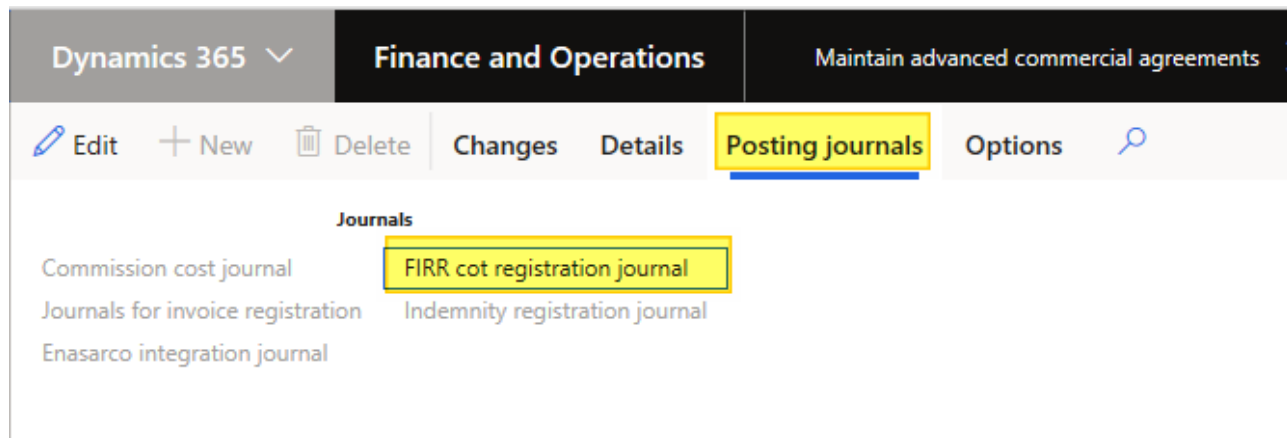 Dynamics 365 Finance and Operations Maintain advanced commercial agreements
Edit New Delete Changes Details Posting journals Options
Journals
Commission cost journal FIRR cot registration journal
Journals for invoice registration Indemnity registration journal
Enasarco integration journal